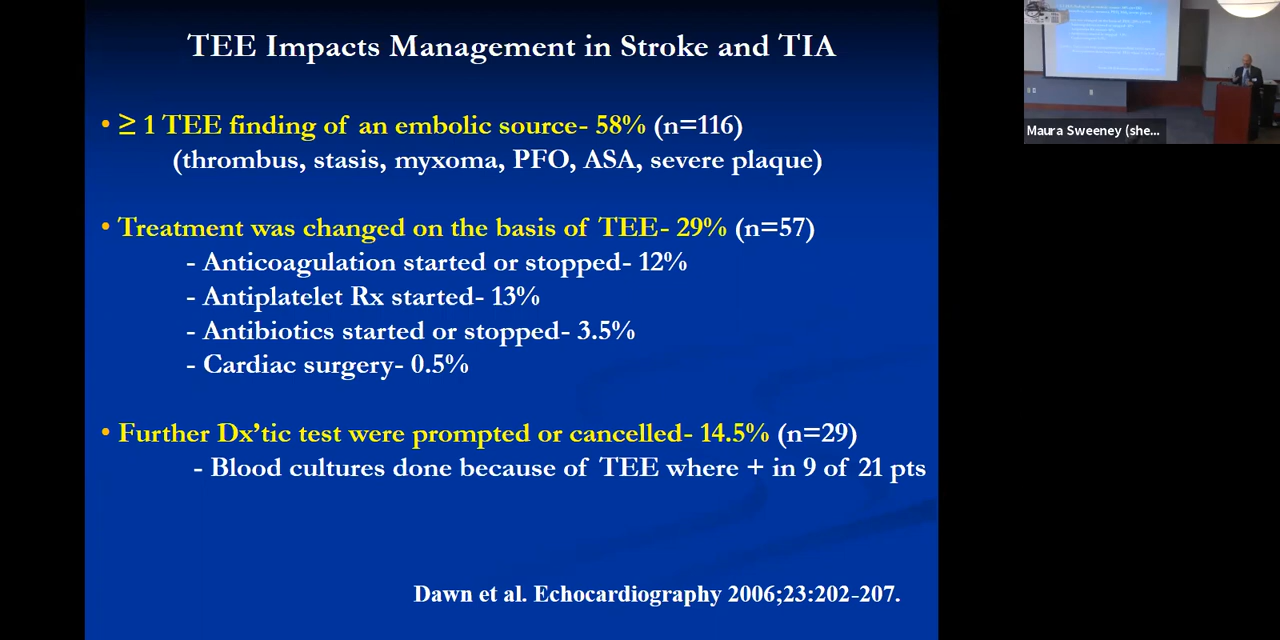 TEE Impacts Management in Stroke and TIA
• ≥ 1 TEE finding of an embolic source- 58% (n=116)
(thrombus, stasis, myxoma, PFO, ASA, severe plaque)
• Treatment was changed on the basis of TEE- 29% (n=57)
- Anticoagulation started or stopped- 12%
- Antiplatelet Rx started- 13%
- Antibiotics started or stopped- 3.5%
- Cardiac surgery- 0.5%
• Further Dx'tic test were prompted or cancelled- 14.5% (n=29)
- Blood cultures done because of TEE where + in 9 of 21 pts
Dawn et al. Echocardiography 2006;23:202-207.
Maura Sweeney (she...